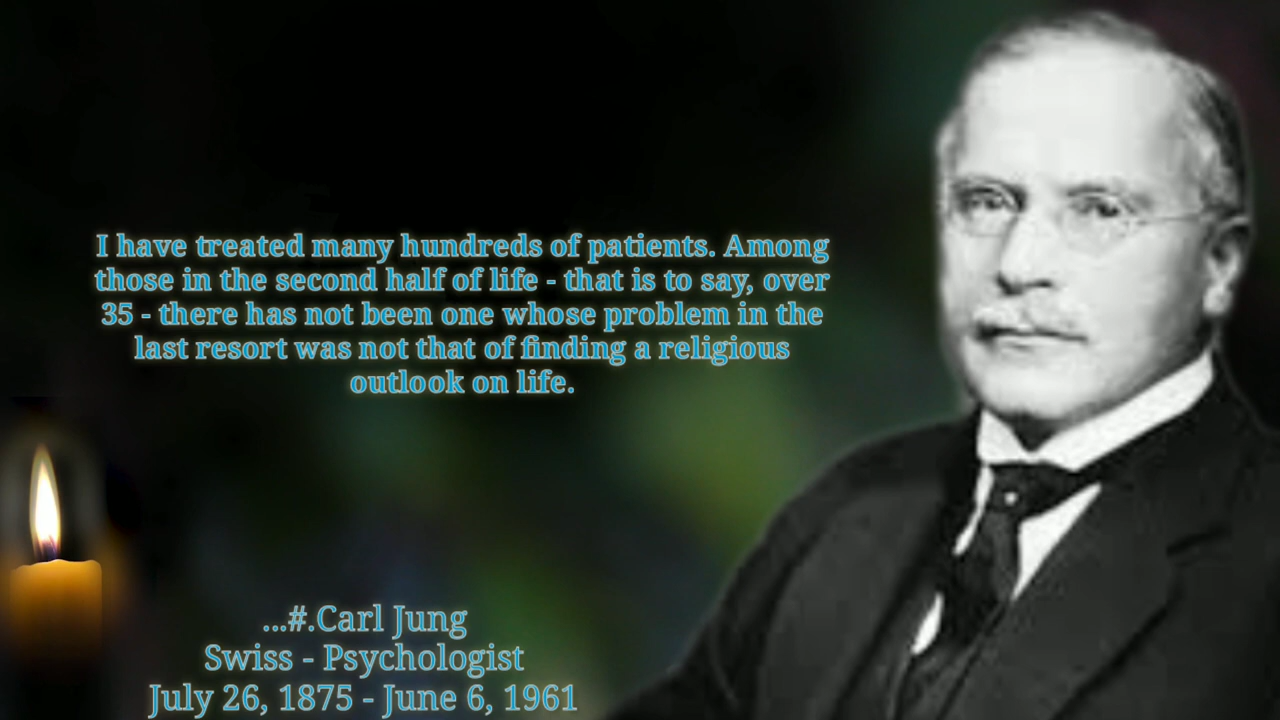 I have treated many hundreds of patients. Among
those in the second half of life - that is to say, over
35 - there has not been one whose problem in the
last resort was not that of finding a religious
outlook on life.
...#.Carl Jung
Swiss - Psychologist
July 26, 1875 - June 6, 1961